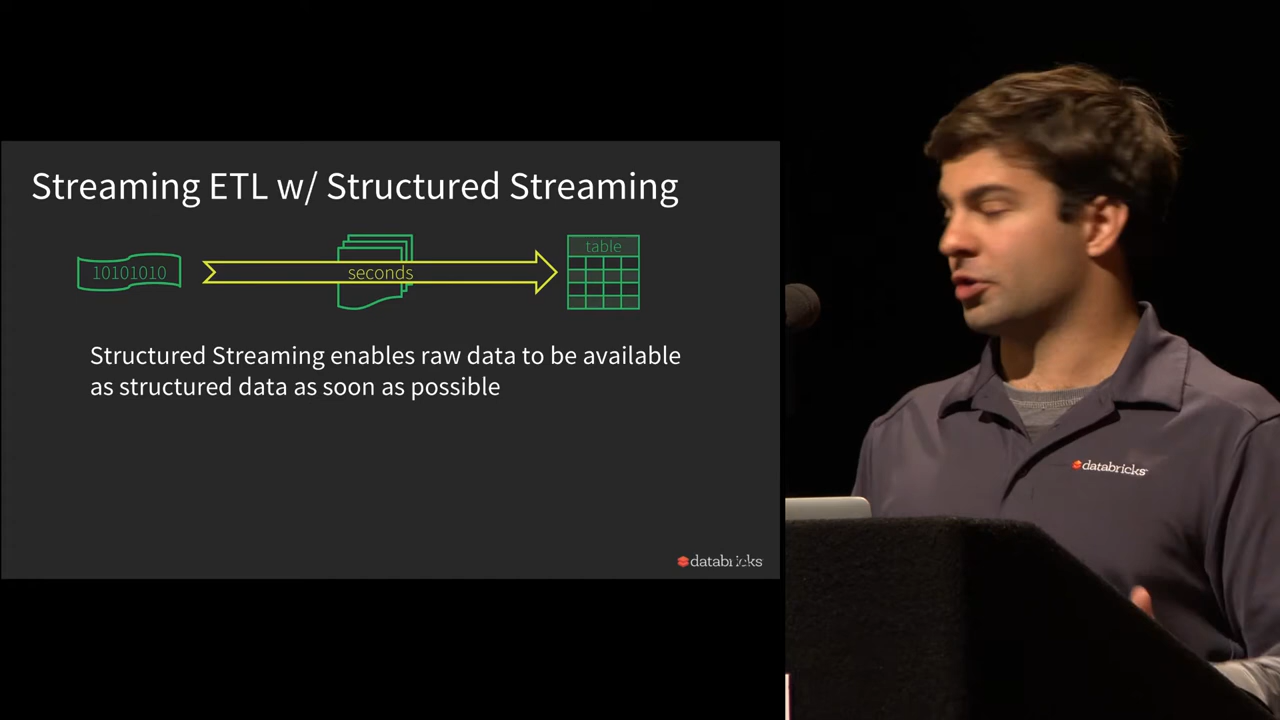 Streaming ETL w/ Structured Streaming
10101010
seconds
table
Structured Streaming enables raw data to be available
as structured data as soon as possible
databricks
databricks